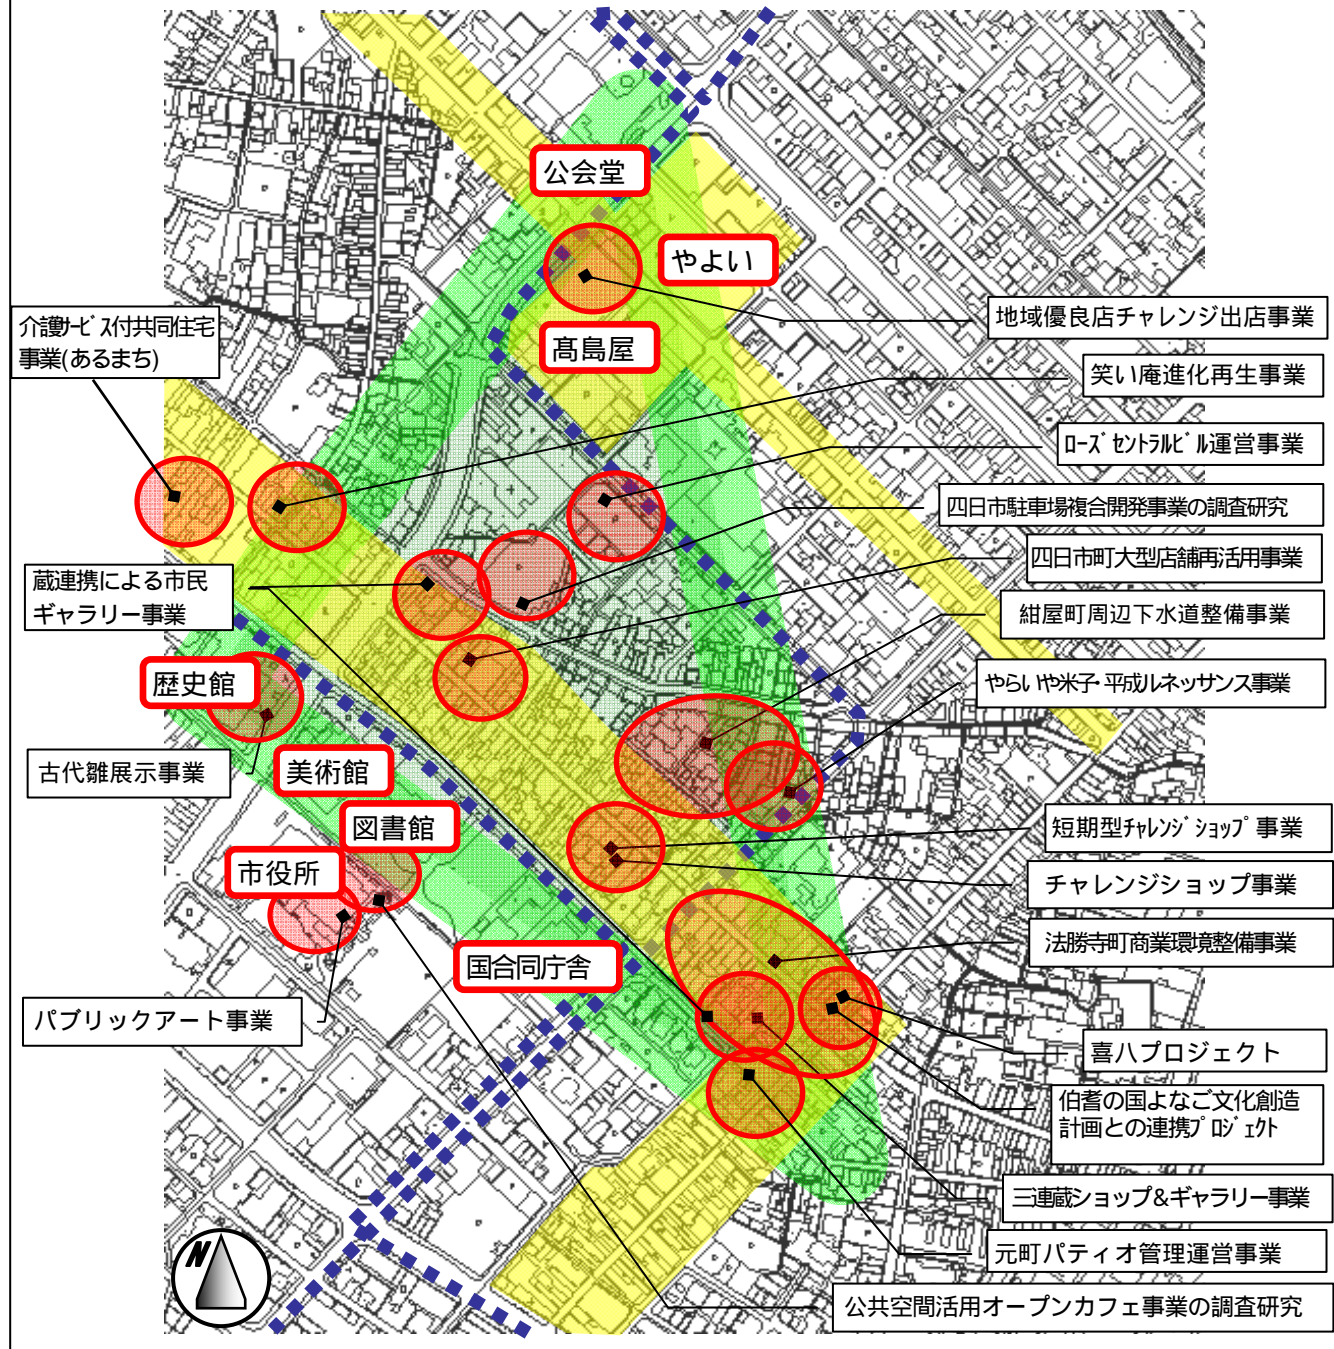 公会堂
やよい
髙島屋
地域優良店チャレンジ出店事業
介護ｻｰﾋﾞｽ付共同住宅
事業(あるまち)
笑い庵進化再生事業
ﾛｰｽﾞｾﾝﾄﾗﾙﾋﾞﾙ運営事業
四日市駐車場複合開発事業の調査研究
四日市町大型店舗再活用事業
蔵連携による市民
ギャラリー事業
紺屋町周辺下水道整備事業
歴史館
やらいや米子・平成ルネッサンス事業
古代雛展示事業
美術館
図書館
短期型ﾁｬﾚﾝｼﾞｼｮｯﾌﾟ事業
市役所
チャレンジショップ事業
法勝寺町商業環境整備事業
国合同庁舎
パブリックアート事業
喜八プロジェクト
伯耆の国よなご文化創造
計画との連携ﾌﾟﾛｼﾞｪｸﾄ
三連蔵ショップ&ギャラリー事業
元町パティオ管理運営事業
N
公共空間活用オープンカフェ事業の調査研究